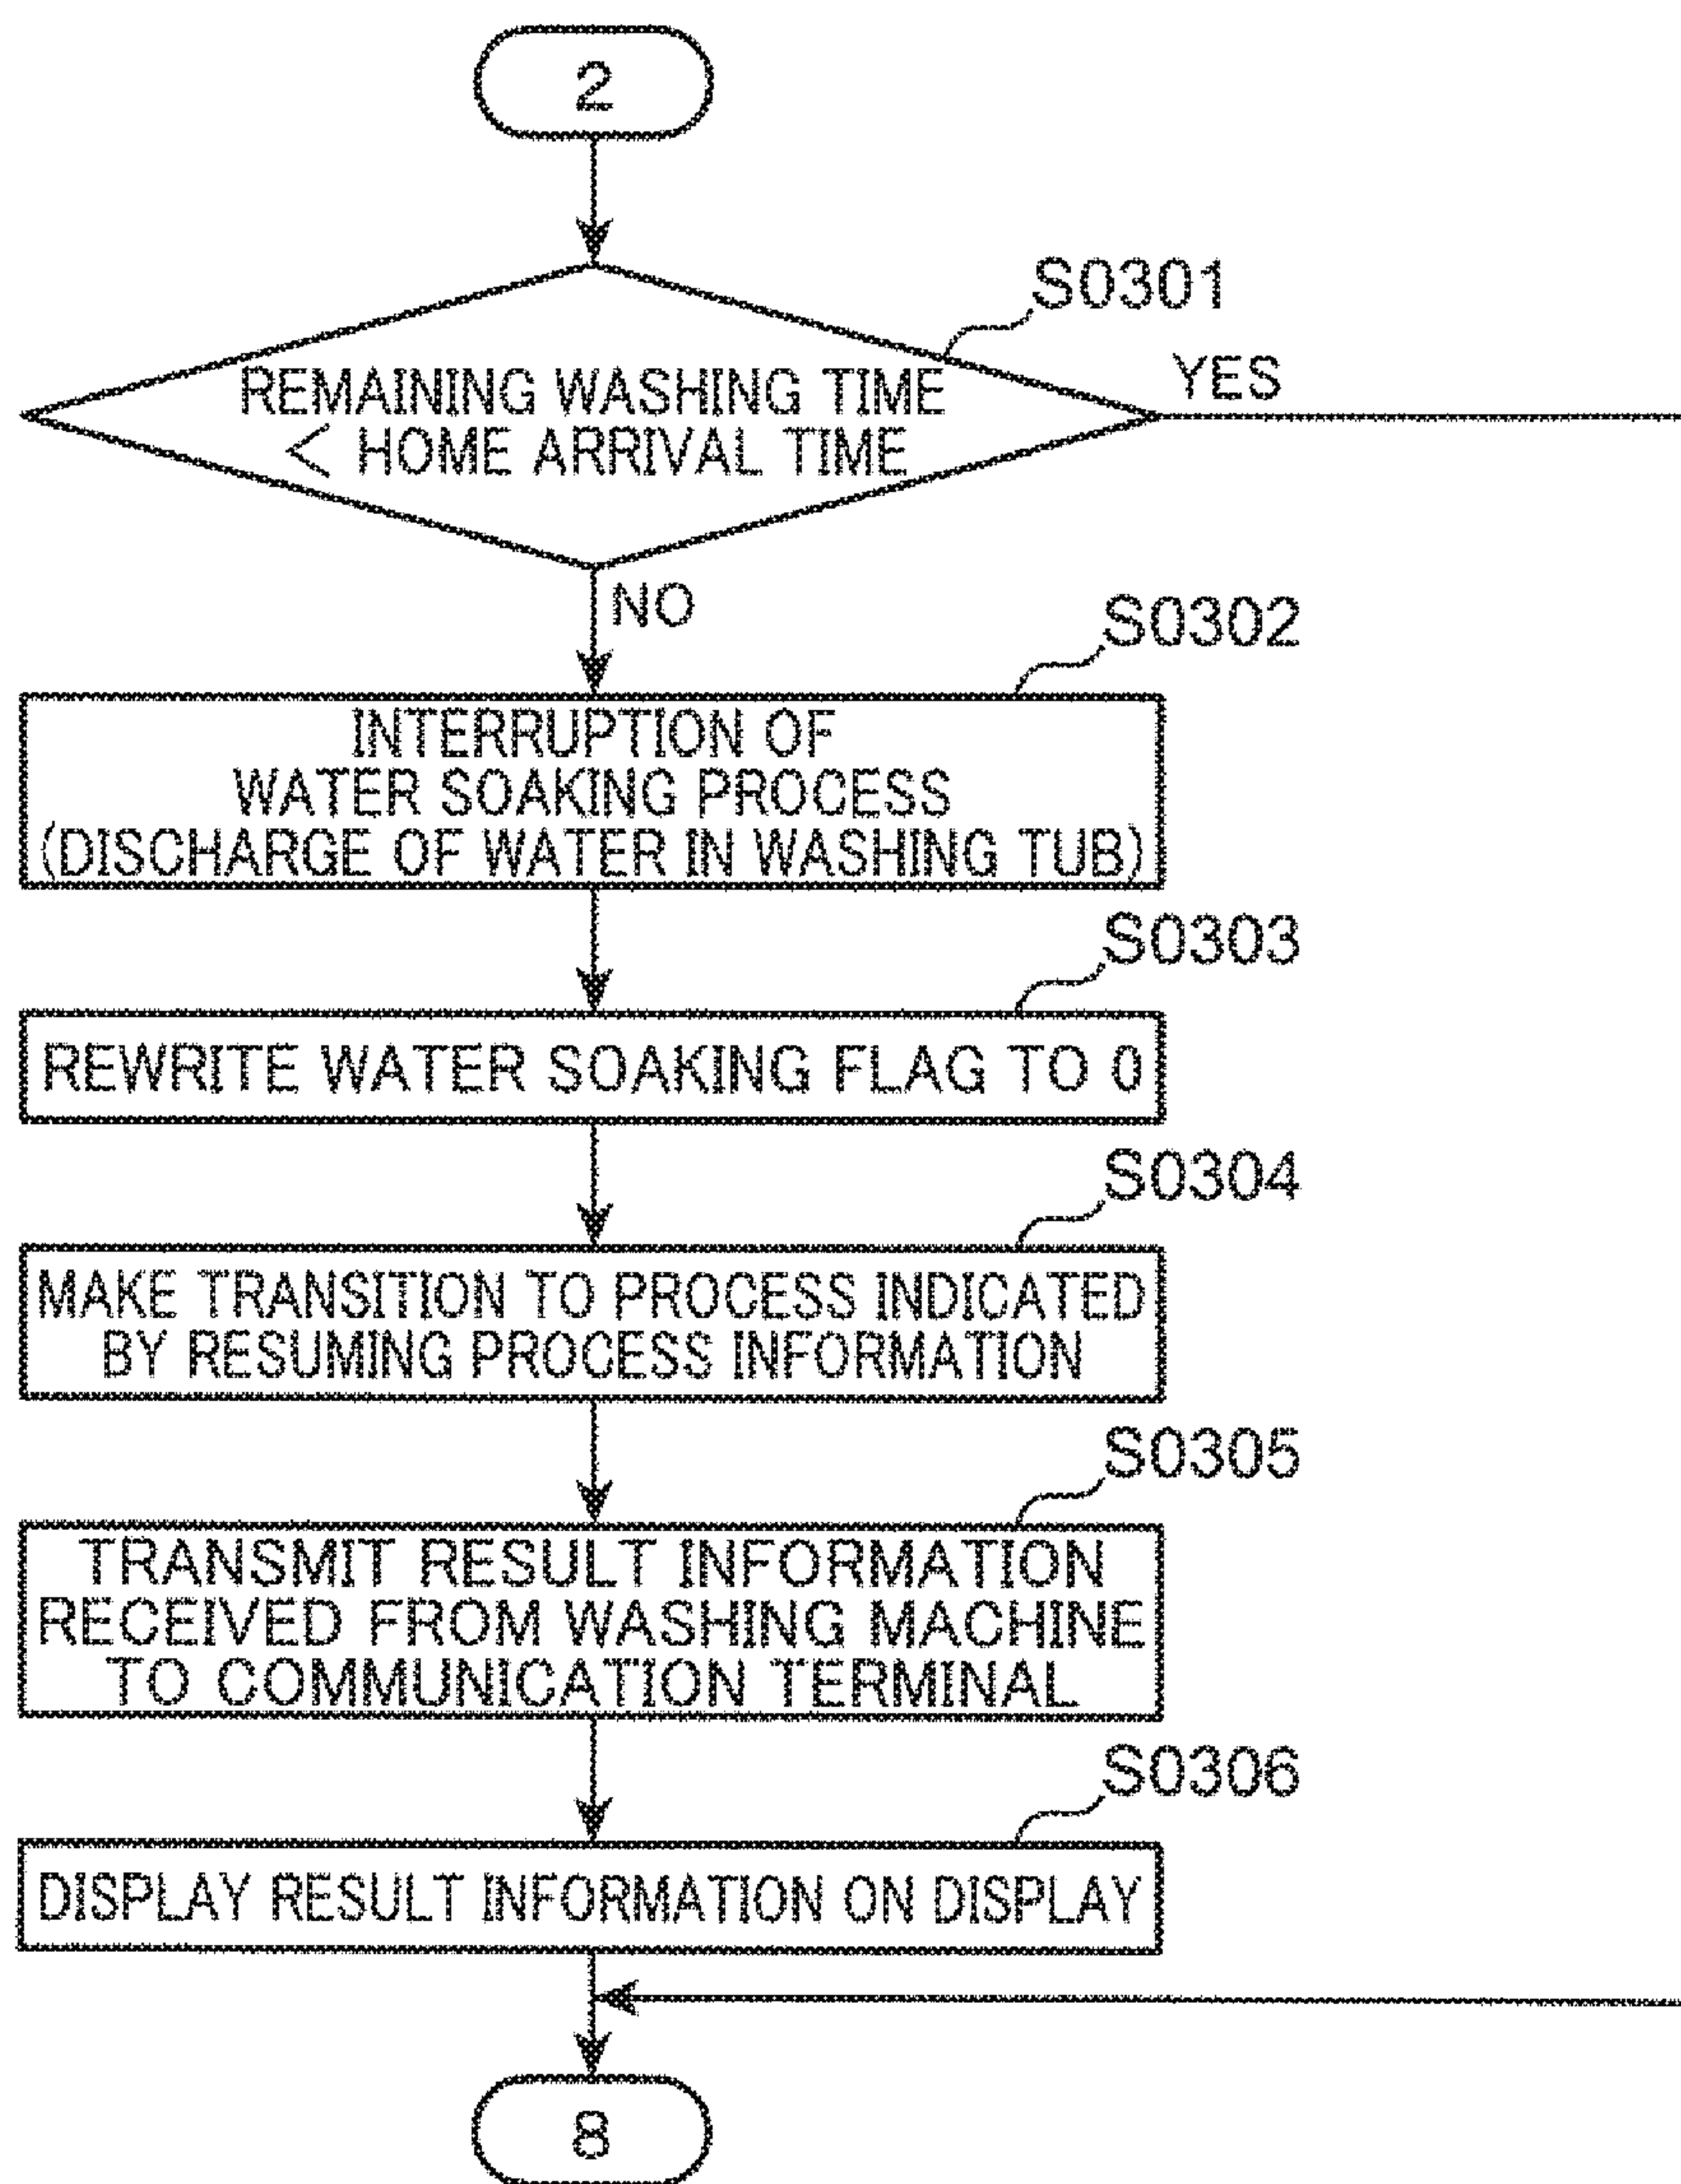 2
S0301
REMAINING WASHING TIME
< HOME ARRIVAL TIME
YES
NO
S0302
INTERRUPTION OF
WATER SOAKING PROCESS
(DISCHARGE OF WATER IN WASHING TUB)
S0303
REWRITE WATER SOAKING FLAG TO 0
S0304
MAKE TRANSITION TO PROCESS INDICATED
BY RESUMING PROCESS INFORMATION
S0305
TRANSMIT RESULT INFORMATION
RECEIVED FROM WASHING MACHINE
TO COMMUNICATION TERMINAL
S0306
DISPLAY RESULT INFORMATION ON DISPLAY
8